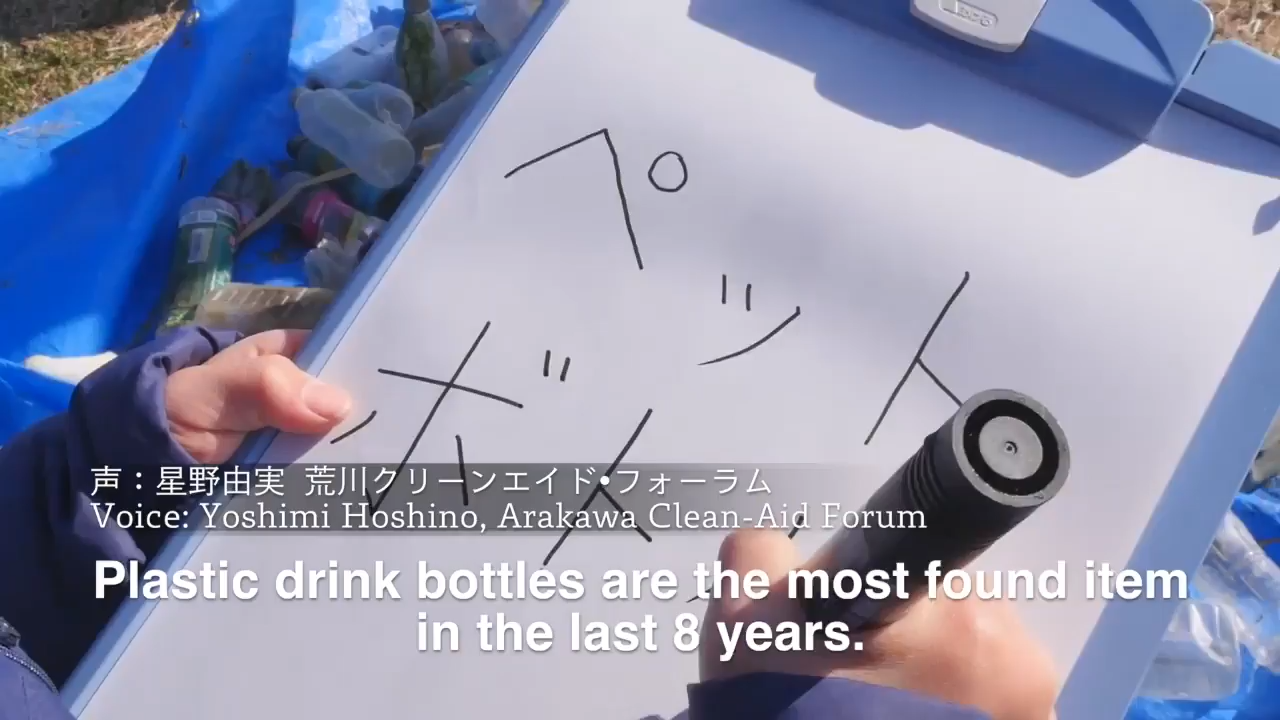 ペット
ボト
声：星野由実 荒川クリーンエイド•フォーラム
Voice: Yoshimi Hoshino, Arakawa Clean-Aid Forum
Plastic drink bottles are the most found item
in the last 8 years.